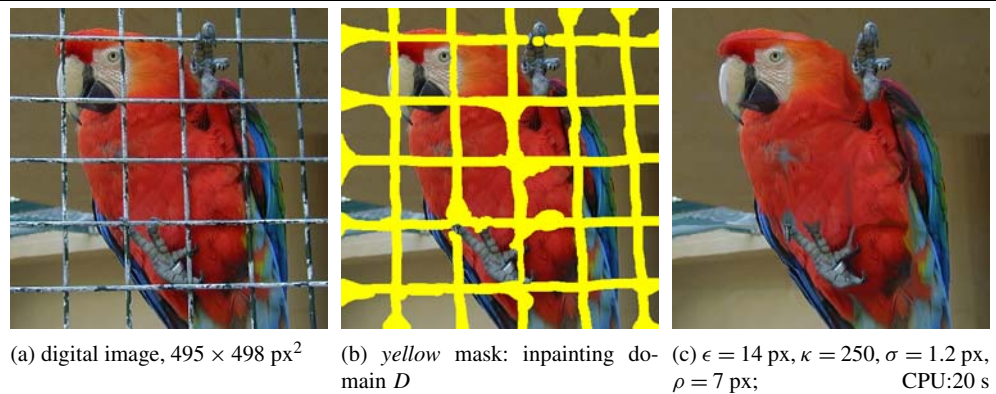 (a) digital image, 495 × 498 px²
(b) yellow mask: inpainting do-
main D
(c) ϵ = 14 px, κ = 250, σ = 1.2 px,
ρ = 7 px; CPU:20 s